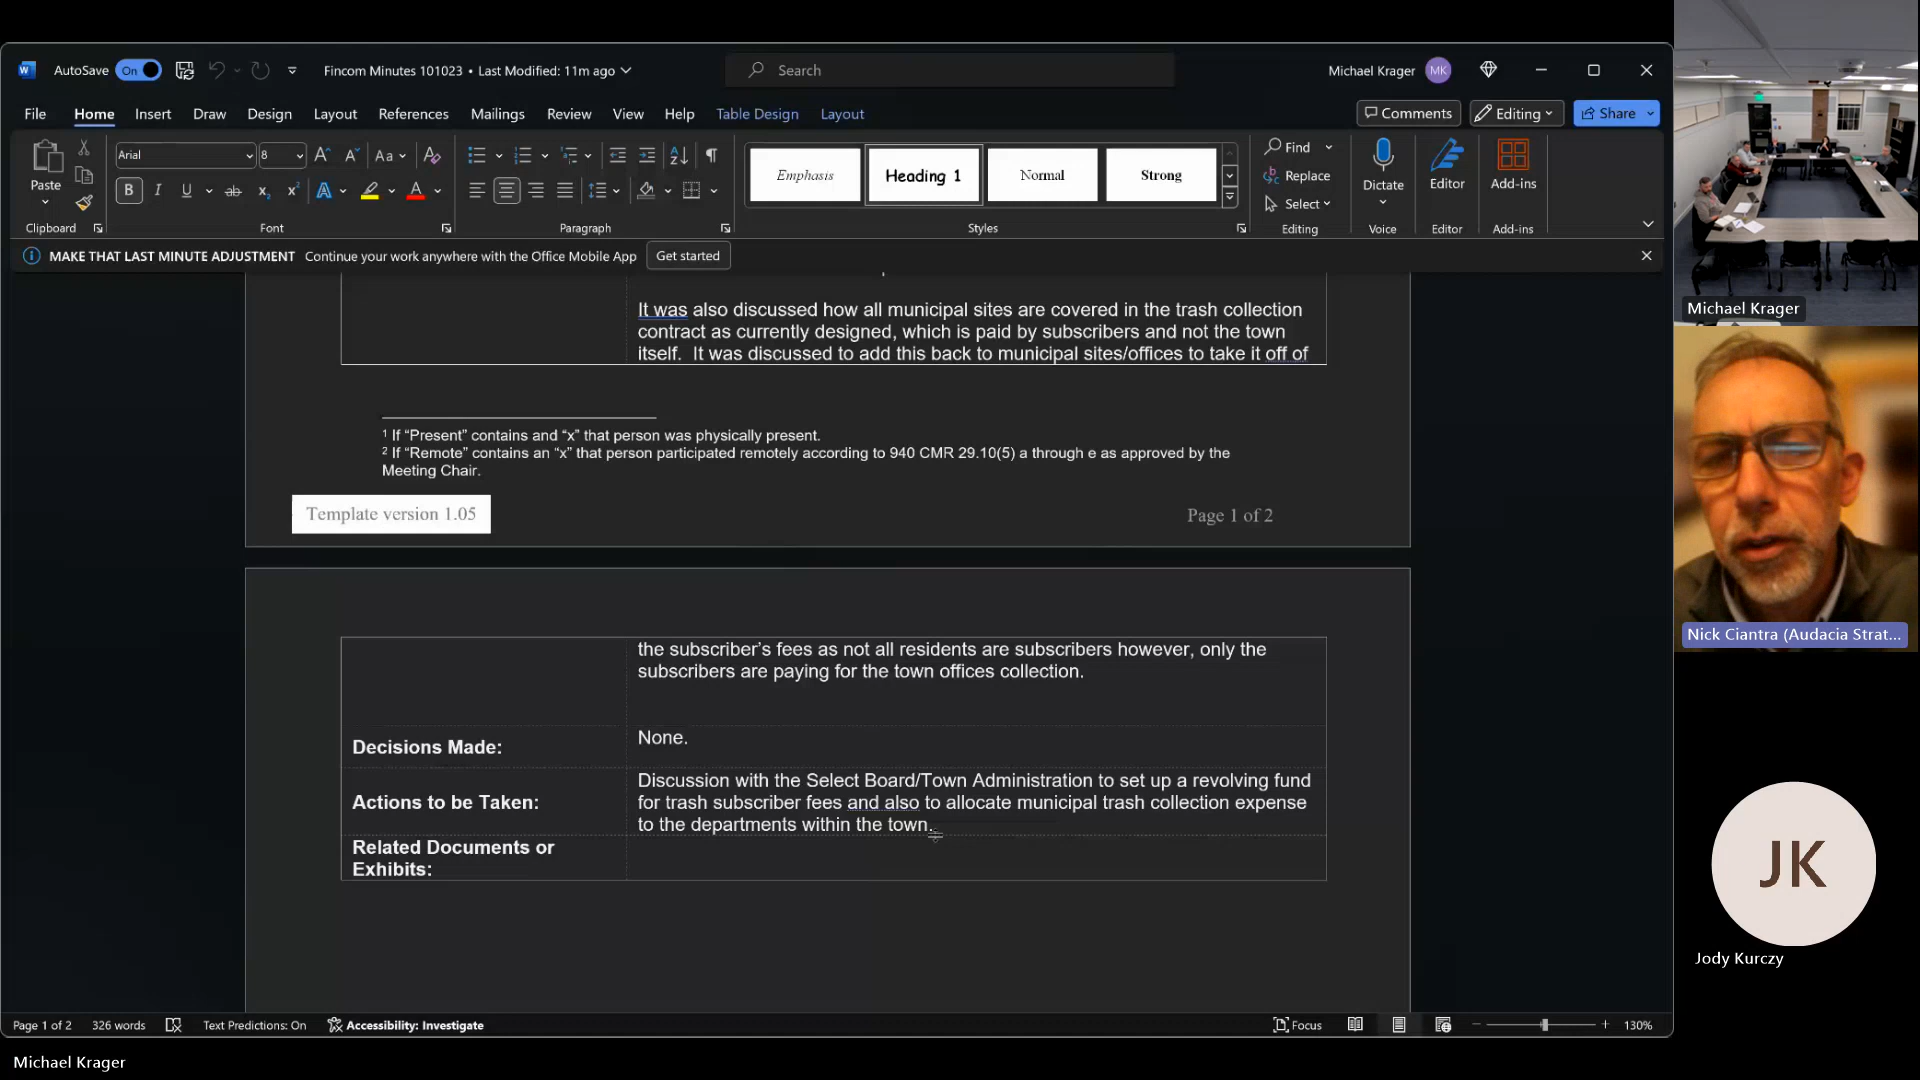 AutoSave On Fincom Minutes 101023 • Last Modified: 11m ago Search Michael Krager MK
File Home Insert Draw Design Layout References Mailings Review View Help Table Design Layout Comments Editing Share
Paste Arial 8 Aa Emphasis Heading 1 Normal Strong Find Replace Select Dictate Editor Add-ins
Clipboard Font Paragraph Styles Editing Voice Editor Add-ins
MAKE THAT LAST MINUTE ADJUSTMENT Continue your work anywhere with the Office Mobile App Get started
It was also discussed how all municipal sites are covered in the trash collection
contract as currently designed, which is paid by subscribers and not the town
itself. It was discussed to add this back to municipal sites/offices to take it off of
1 If “Present” contains and “x” that person was physically present.
2 If “Remote” contains an “x” that person participated remotely according to 940 CMR 29.10(5) a through e as approved by the
Meeting Chair.
Template version 1.05 Page 1 of 2
the subscriber’s fees as not all residents are subscribers however, only the
subscribers are paying for the town offices collection.
Decisions Made: None.
Actions to be Taken: Discussion with the Select Board/Town Administration to set up a revolving fund
for trash subscriber fees and also to allocate municipal trash collection expense
to the departments within the town.
Related Documents or
Exhibits:
Page 1 of 2 326 words Text Predictions: On Accessibility: Investigate Focus 130%
Michael Krager
Michael Krager
Nick Ciantra (Audacia Strat...
JK
Jody Kurczy